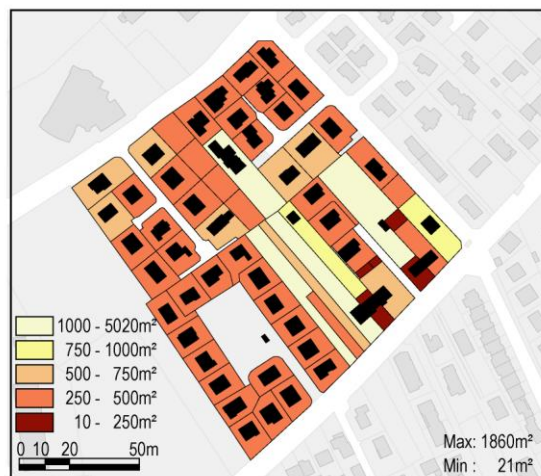 1000 - 5020m²
750 - 1000m²
500 - 750m²
250 - 500m²
10 - 250m²
0 10 20 50m
Max: 1860m²
Min : 21m²